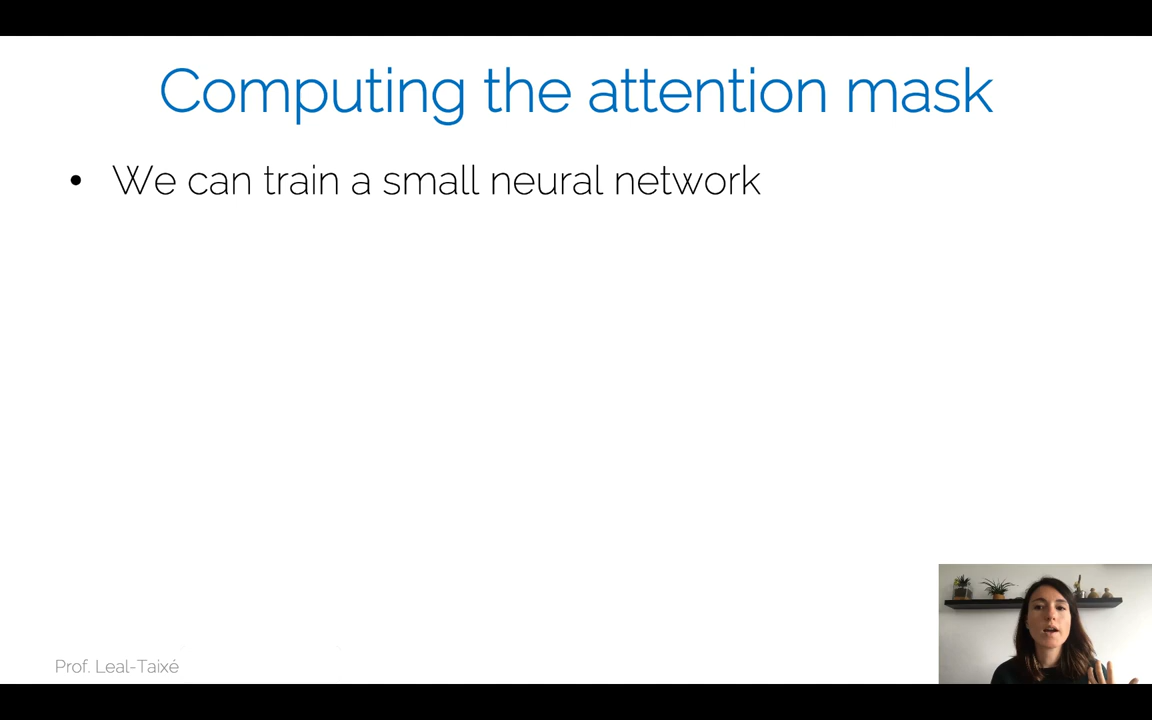 Computing the attention mask
• We can train a small neural network
Prof. Leal-Taixé